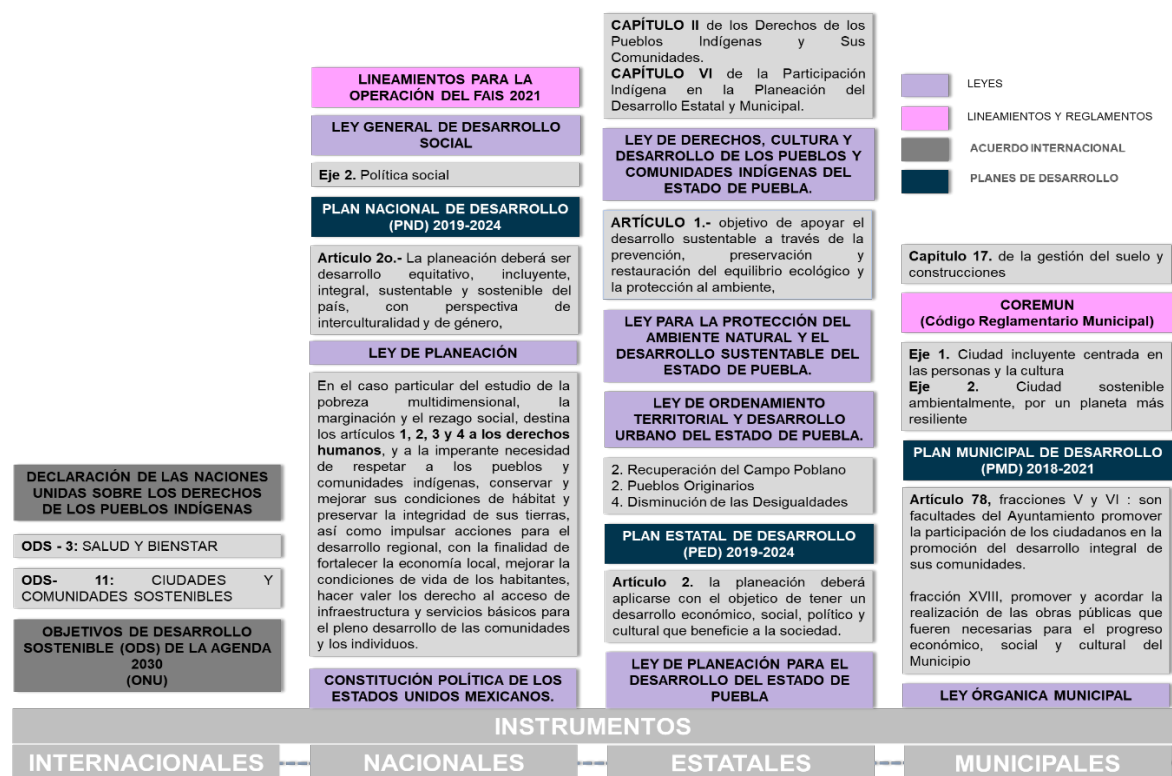 DECLARACIÓN DE LAS NACIONES
UNIDAS SOBRE LOS DERECHOS
DE LOS PUEBLOS INDÍGENAS
ODS - 3: SALUD Y BIENSTAR
ODS- 11: CIUDADES Y
COMUNIDADES SOSTENIBLES
OBJETIVOS DE DESARROLLO
SOSTENIBLE (ODS) DE LA AGENDA
2030
(ONU)
LINEAMIENTOS PARA LA
OPERACIÓN DEL FAIS 2021
LEY GENERAL DE DESARROLLO
SOCIAL
Eje 2. Política social
PLAN NACIONAL DE DESARROLLO
(PND) 2019-2024
Artículo 2o.- La planeación deberá ser
desarrollo equitativo, incluyente,
integral, sustentable y sostenible del
país, con perspectiva de
interculturalidad y de género,
LEY DE PLANEACIÓN
En el caso particular del estudio de la
pobreza multidimensional, la
marginación y el rezago social, destina
los artículos 1, 2, 3 y 4 a los derechos
humanos, y a la imperante necesidad
de respetar a los pueblos y
comunidades indígenas, conservar y
mejorar sus condiciones de hábitat y
preservar la integridad de sus tierras,
así como impulsar acciones para el
desarrollo regional, con la finalidad de
fortalecer la economía local, mejorar la
condiciones de vida de los habitantes,
hacer valer los derecho al acceso de
infraestructura y servicios básicos para
el pleno desarrollo de las comunidades
y los individuos.
CONSTITUCIÓN POLÍTICA DE LOS
ESTADOS UNIDOS MEXICANOS.
CAPÍTULO II de los Derechos de los
Pueblos Indígenas y Sus
Comunidades.
CAPÍTULO VI de la Participación
Indígena en la Planeación del
Desarrollo Estatal y Municipal.
LEY DE DERECHOS, CULTURA Y
DESARROLLO DE LOS PUEBLOS Y
COMUNIDADES INDÍGENAS DEL
ESTADO DE PUEBLA.
ARTÍCULO 1.- objetivo de apoyar el
desarrollo sustentable a través de la
prevención, preservación y
restauración del equilibrio ecológico y
la protección al ambiente,
LEY PARA LA PROTECCIÓN DEL
AMBIENTE NATURAL Y EL
DESARROLLO SUSTENTABLE DEL
ESTADO DE PUEBLA.
LEY DE ORDENAMIENTO
TERRITORIAL Y DESARROLLO
URBANO DEL ESTADO DE PUEBLA.
2. Recuperación del Campo Poblano
2. Pueblos Originarios
4. Disminución de las Desigualdades
PLAN ESTATAL DE DESARROLLO
(PED) 2019-2024
Artículo 2. la planeación deberá
aplicarse con el objetico de tener un
desarrollo económico, social, político y
cultural que beneficie a la sociedad.
LEY DE PLANEACIÓN PARA EL
DESARROLLO DEL ESTADO DE
PUEBLA
LEYES
LINEAMIENTOS Y REGLAMENTOS
ACUERDO INTERNACIONAL
PLANES DE DESARROLLO
Capitulo 17. de la gestión del suelo y
construcciones
COREMUN
(Código Reglamentario Municipal)
Eje 1. Ciudad incluyente centrada en
las personas y la cultura
Eje 2. Ciudad sostenible
ambientalmente, por un planeta más
resiliente
PLAN MUNICIPAL DE DESARROLLO
(PMD) 2018-2021
Artículo 78, fracciones V y VI : son
facultades del Ayuntamiento promover
la participación de los ciudadanos en la
promoción del desarrollo integral de
sus comunidades.
fracción XVIII, promover y acordar la
realización de las obras públicas que
fueren necesarias para el progreso
económico, social y cultural del
Municipio
LEY ÓRGANICA MUNICIPAL
INSTRUMENTOS
INTERNACIONALES
NACIONALES
ESTATALES
MUNICIPALES